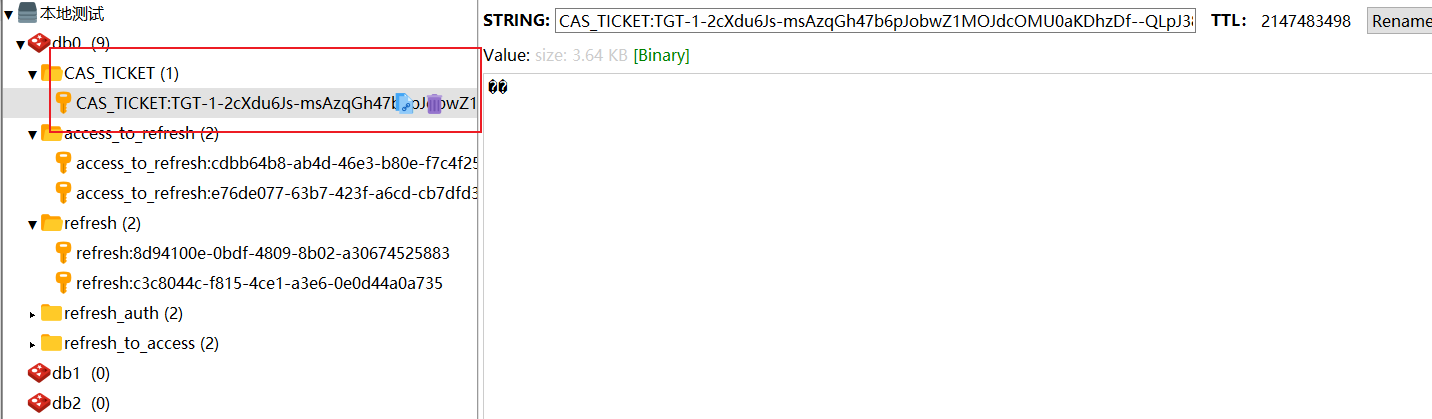 本地测试
db0 (9)
CAS_TICKET (1)
CAS_TICKET:TGT-1-2cXdu6Js-msAzqGh47b
access_to_refresh (2)
access_to_refresh:cdbb64b8-ab4d-46e3-b80e-f7c4f25
access_to_refresh:e76de077-63b7-423f-a6cd-cb7dfd3
refresh (2)
refresh:8d94100e-0bdf-4809-8b02-a30674525883
refresh:c3c8044c-f815-4ce1-a3e6-0e0d44a0a735
refresh_auth (2)
refresh_to_access (2)
db1 (0)
db2 (0)
STRING: CAS_TICKET:TGT-1-2cXdu6Js-msAzqGh47b6pJobwZ1MOJdcOMU0aKDhzDf--QLpJ3 TTL: 2147483498 Rename
Value: size: 3.64 KB [Binary]
��